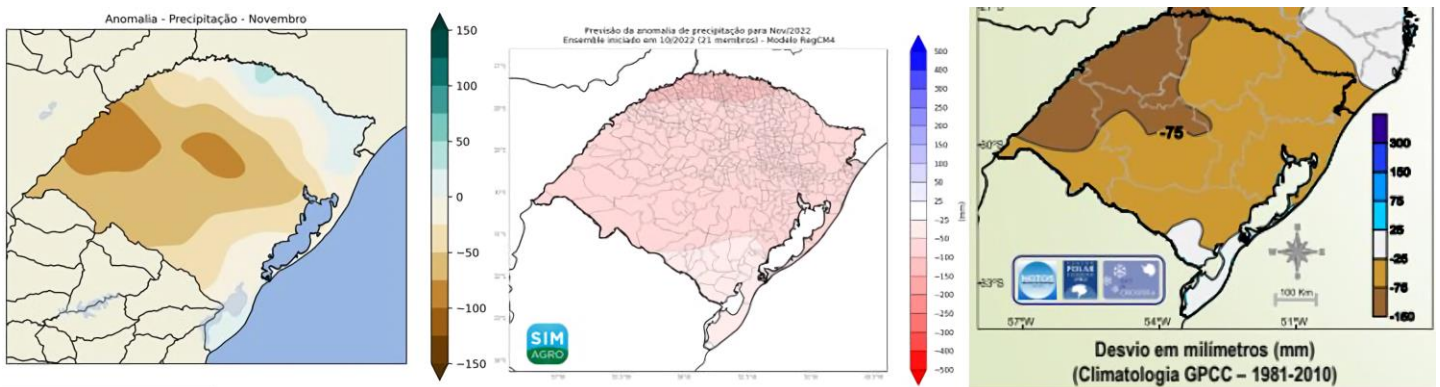 Anomalia - Precipitação - Novembro
150
100
50
0
−50
−100
−150
Previsão da anomalia de precipitação para Nov/2022
Ensemble iniciado em 10/2022 (21 membros) - Modelo RegCM4
500
400
300
200
150
100
50
25
−25
−50
−100
−150
−200
−250
−300
−400
−500
(mm)
SIM
AGRO
-75
30°S
33°S
57°W
54°W
51°W
100 Km
300
150
75
25
-25
-75
-150
Desvio em milímetros (mm)
(Climatologia GPCC – 1981-2010)